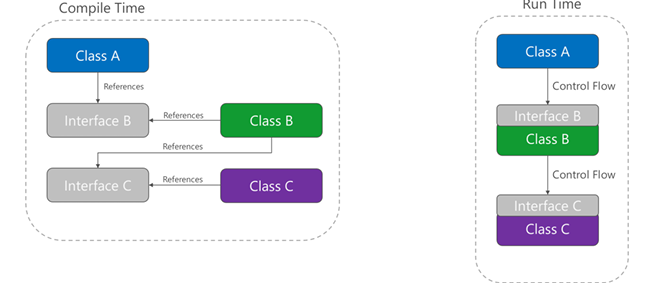 Compile Time
Class A
References
Interface B
References
Class B
References
Interface C
References
Class C
Run Time
Class A
Control Flow
Interface B
Class B
Control Flow
Interface C
Class C